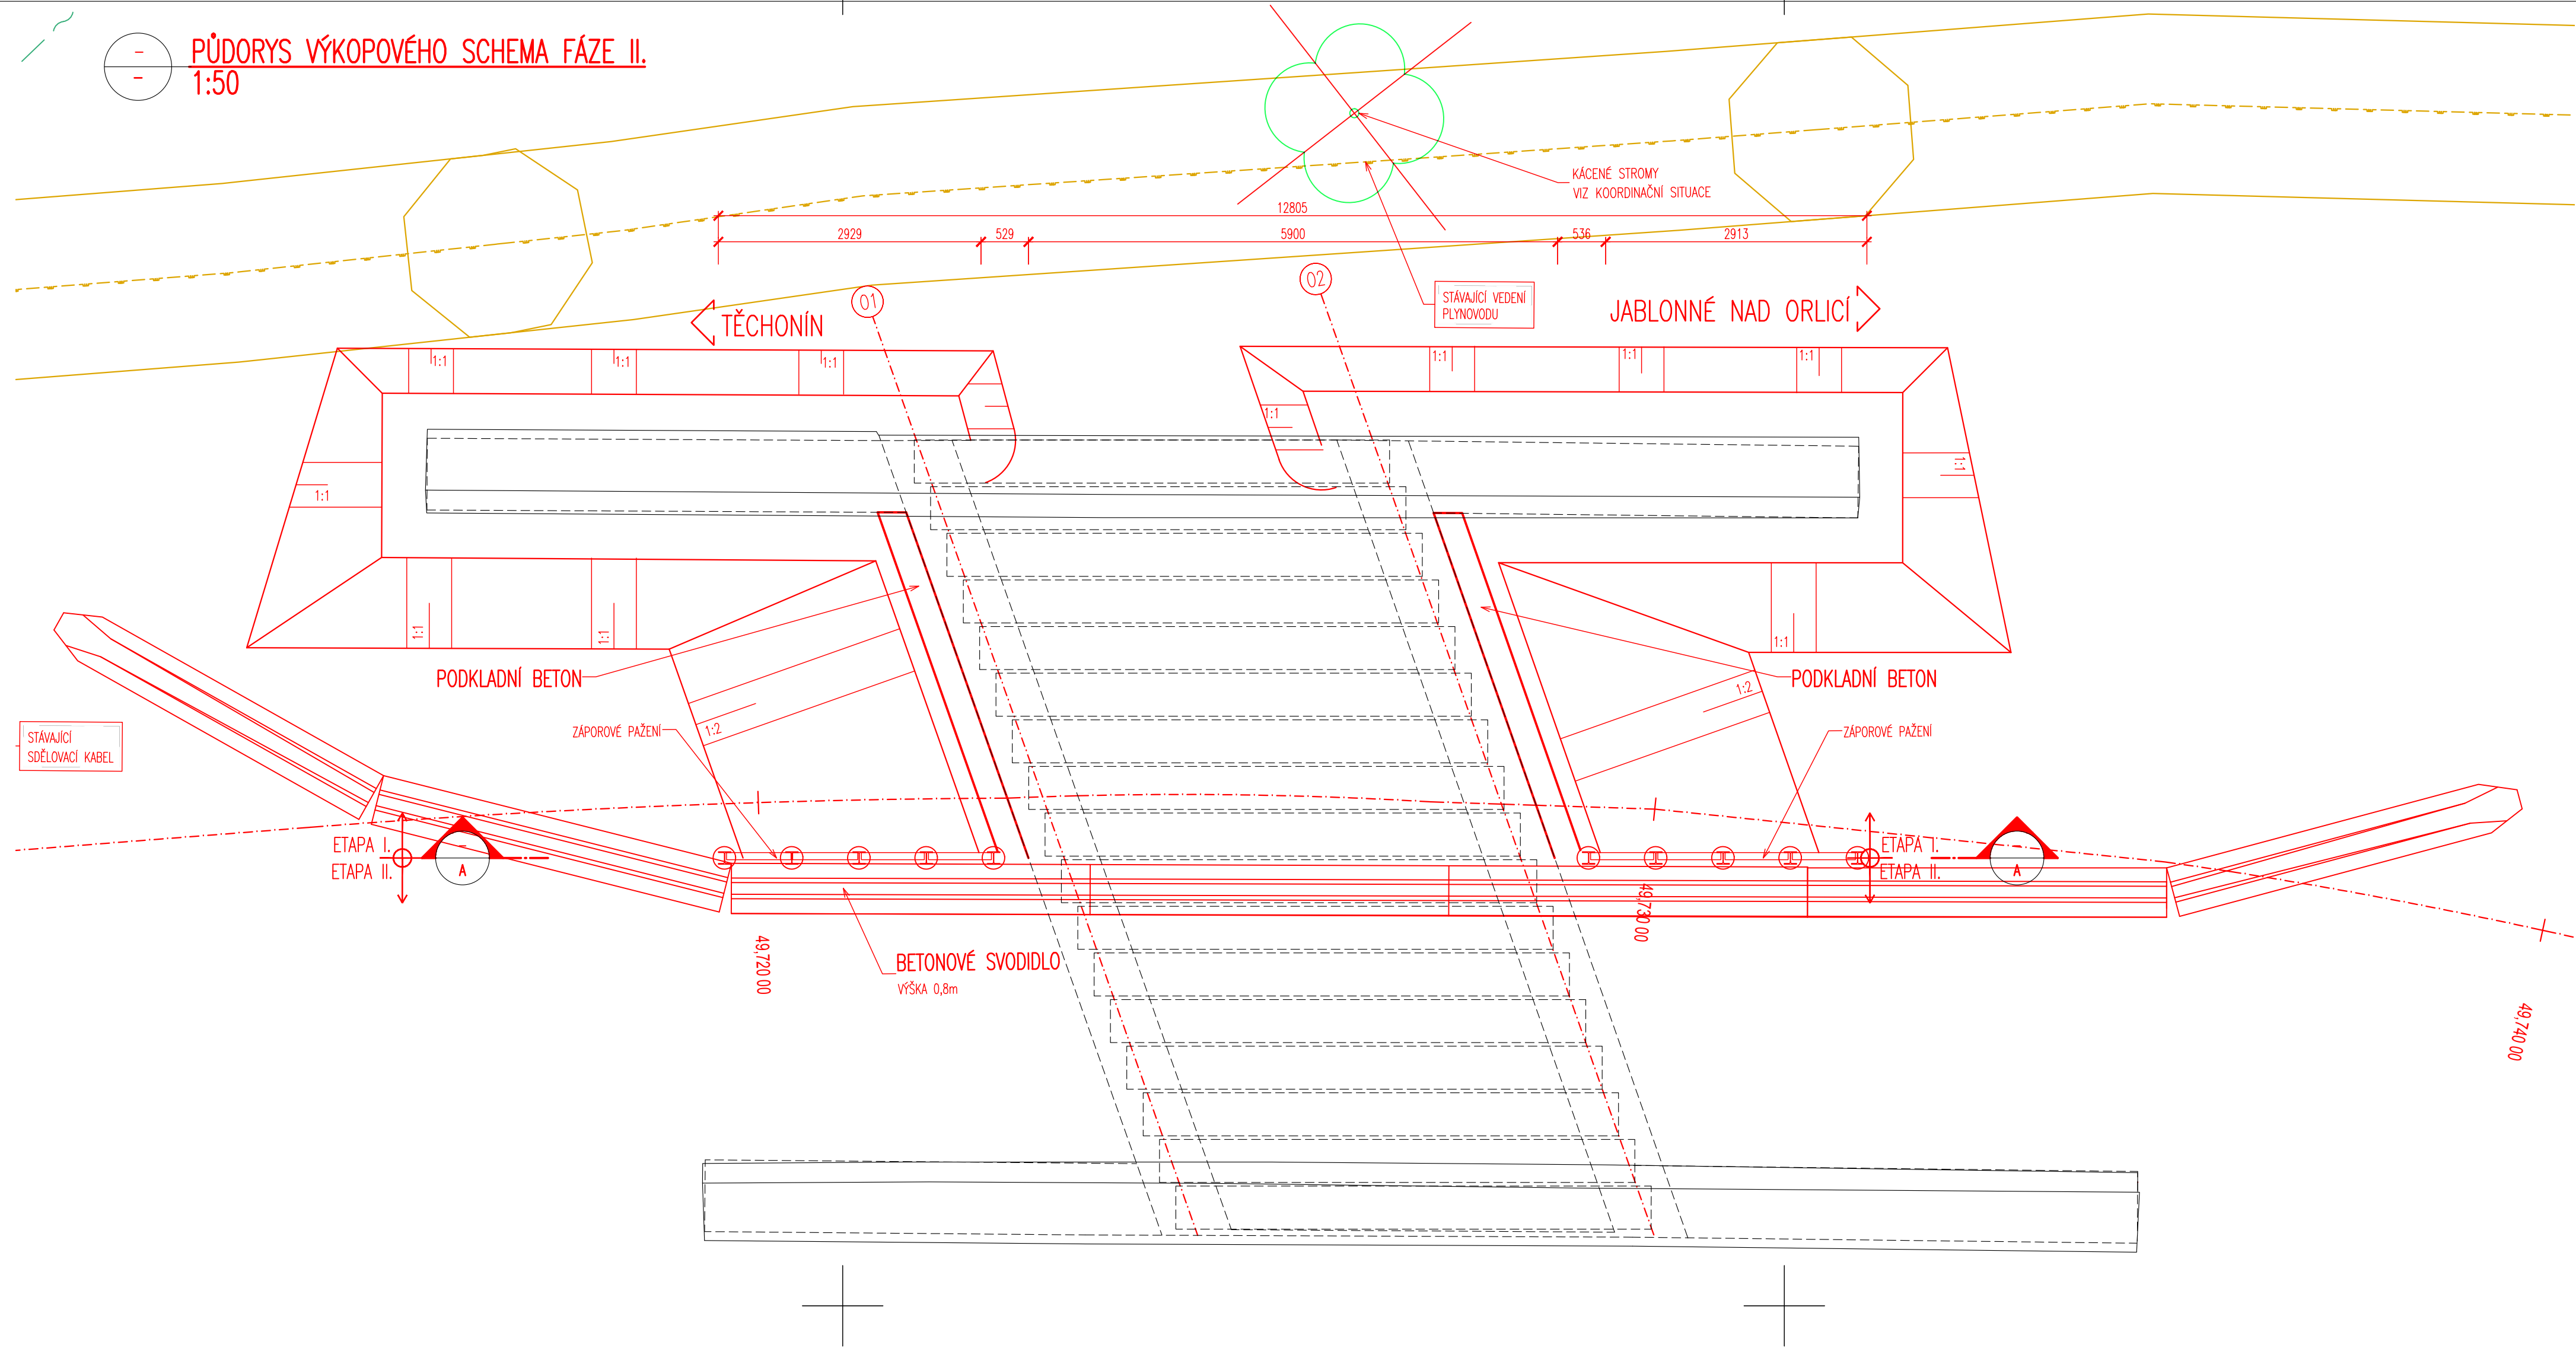 PŮDORYS VÝKOPOVÉHO SCHEMA FÁZE II.
1:50
KÁCENÉ STROMY
VIZ KOORDINAČNÍ SITUACE
12805
2929
529
5900
536
2913
01
02
STÁVAJÍCÍ VEDENÍ
PLYNOVODU
TĚCHONÍN
JABLONNÉ NAD ORLICÍ
1:1
1:1
1:1
1:1
1:1
1:1
1:1
1:1
1:1
1:1
1:1
1:1
PODKLADNÍ BETON
PODKLADNÍ BETON
1:2
1:2
ZÁPOROVÉ PAŽENÍ
ZÁPOROVÉ PAŽENÍ
STÁVAJÍCÍ
SDĚLOVACÍ KABEL
ETAPA I.
ETAPA II.
A
ETAPA I.
ETAPA II.
A
49,720 00
49,730 00
49,740 00
BETONOVÉ SVODIDLO
VÝŠKA 0,8m